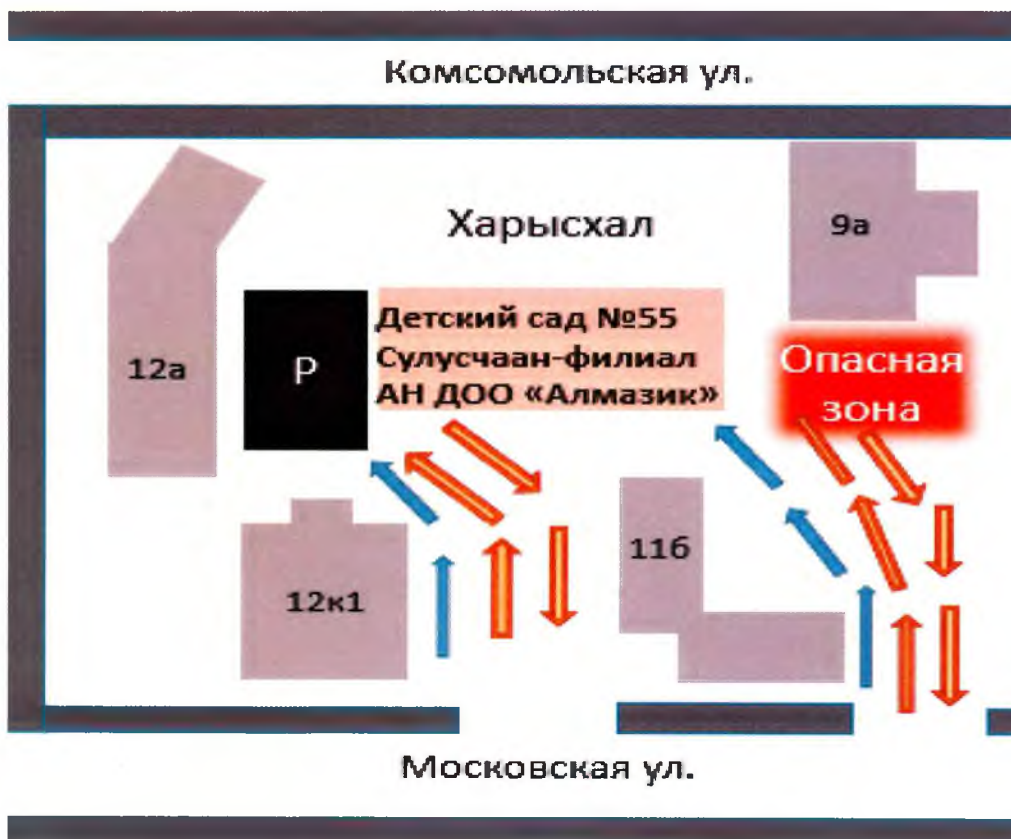 Комсомольская ул.
Харысхал
9а
12а
Р
Детский сад №55
Сулусчаан-филиал
АН ДОО «Алмазик»
Опасная
зона
12к1
11б
Московская ул.